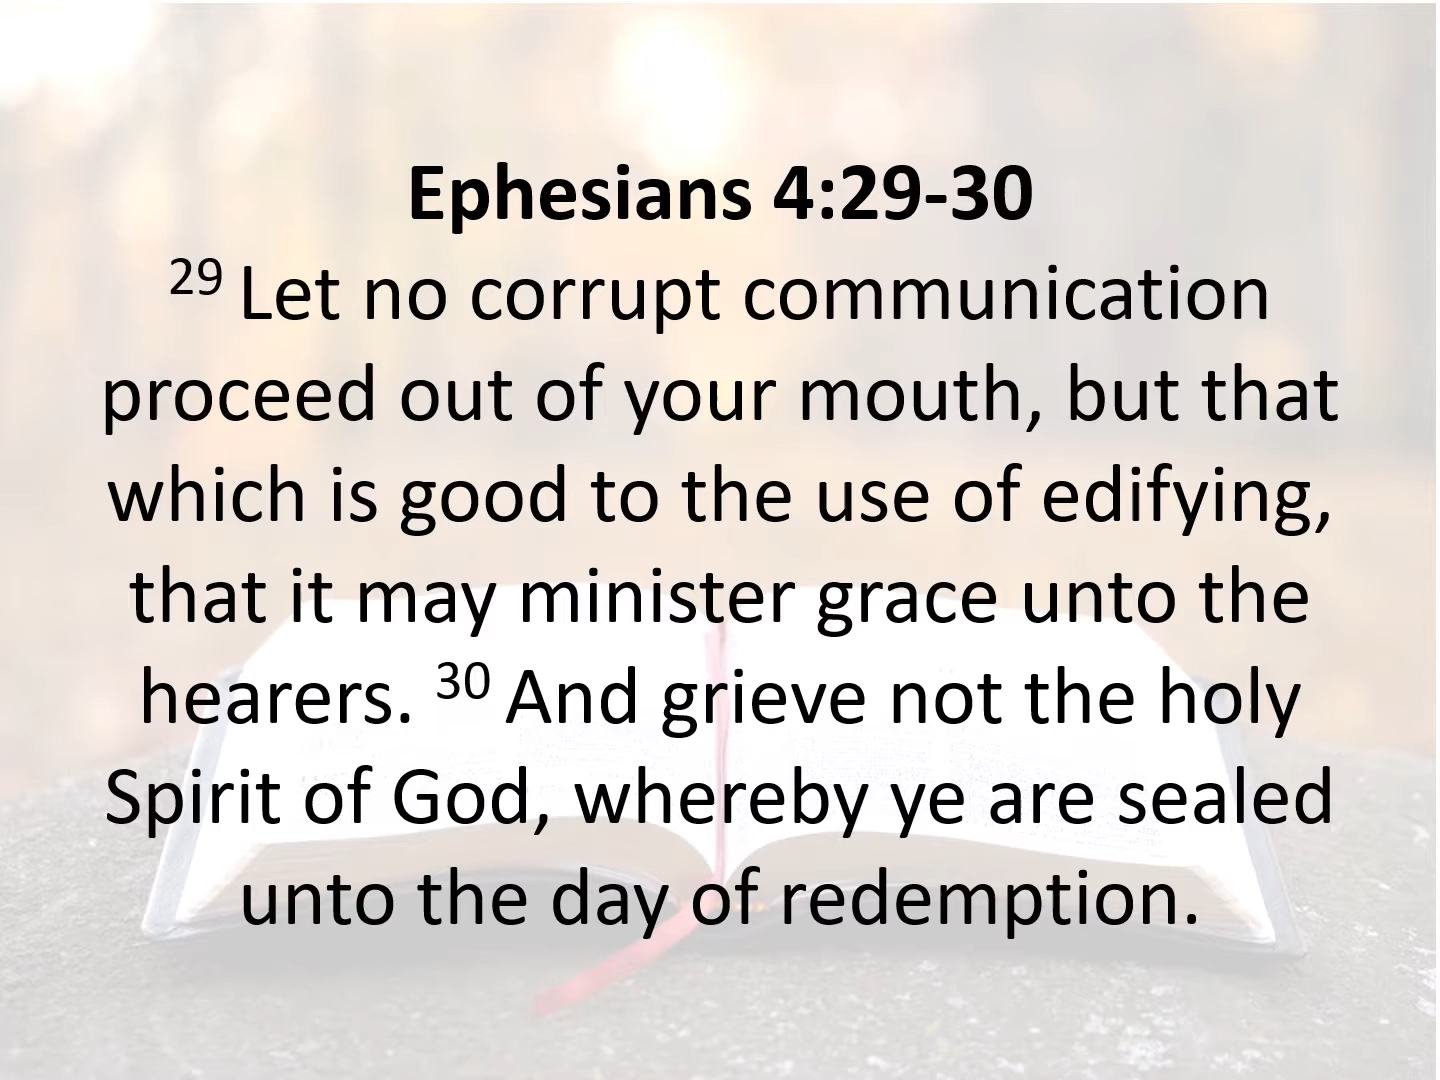 Ephesians 4:29-30
29 Let no corrupt communication
proceed out of your mouth, but that
which is good to the use of edifying,
that it may minister grace unto the
hearers. 30 And grieve not the holy
Spirit of God, whereby ye are sealed
unto the day of redemption.